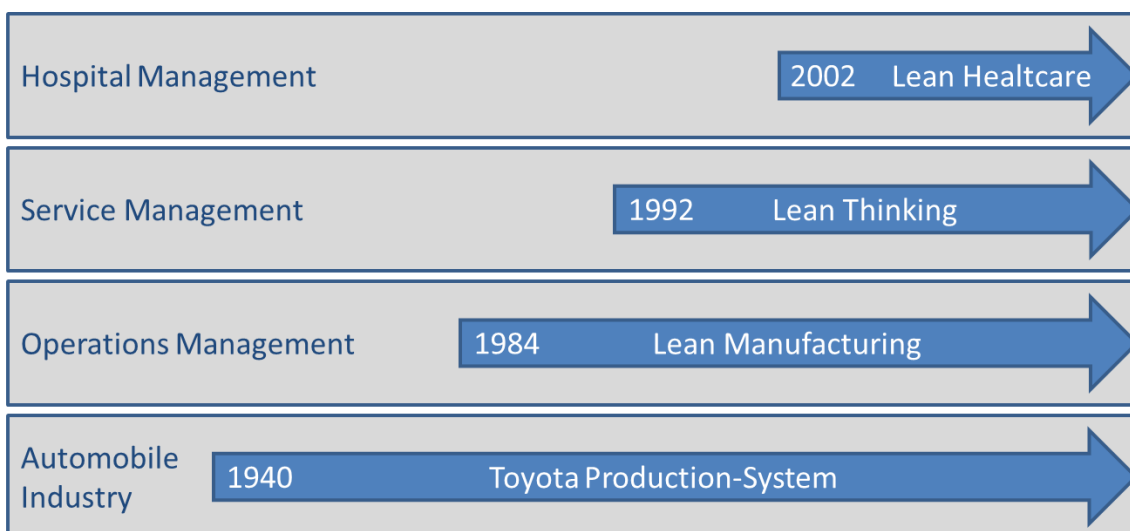 Hospital Management
2002 Lean Healtcare
Service Management
1992 Lean Thinking
Operations Management
1984 Lean Manufacturing
Automobile
Industry
1940 Toyota Production-System